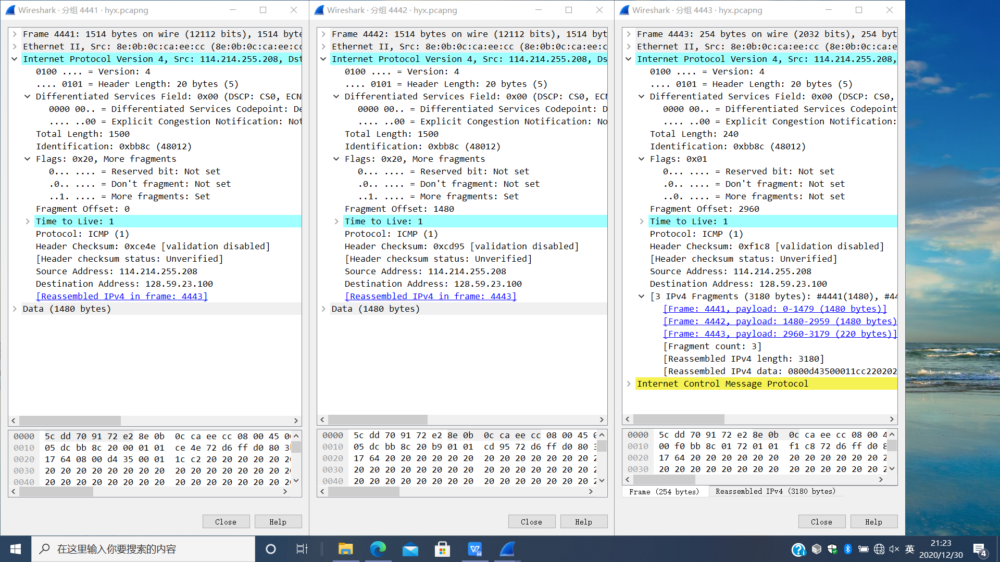 Wireshark · 分组 4441 · hyx.pcapng
Frame 4441: 1514 bytes on wire (12112 bits), 1514 byte
Ethernet II, Src: 8e:0b:0c:ca:ee:cc (8e:0b:0c:ca:ee:cc
Internet Protocol Version 4, Src: 114.214.255.208, Dst
0100 .... = Version: 4
.... 0101 = Header Length: 20 bytes (5)
Differentiated Services Field: 0x00 (DSCP: CS0, ECN
0000 00.. = Differentiated Services Codepoint: De
.... ..00 = Explicit Congestion Notification: Not
Total Length: 1500
Identification: 0xbb8c (48012)
Flags: 0x20, More fragments
0... .... = Reserved bit: Not set
.0.. .... = Don't fragment: Not set
..1. .... = More fragments: Set
Fragment Offset: 0
Time to Live: 1
Protocol: ICMP (1)
Header Checksum: 0xce4e [validation disabled]
[Header checksum status: Unverified]
Source Address: 114.214.255.208
Destination Address: 128.59.23.100
[Reassembled IPv4 in frame: 4443]
Data (1480 bytes)
0000 5c dd 70 91 72 e2 8e 0b 0c ca ee cc 08 00 45
0010 05 dc bb 8c 20 00 01 01 ce 4e 72 d6 ff d0 80
0020 17 64 08 00 d4 35 00 01 1c c2 20 20 20 20 20
0030 20 20 20 20 20 20 20 20 20 20 20 20 20 20 20
0040 20 20 20 20 20 20 20 20 20 20 20 20 20 20 20
Close
Help
Wireshark · 分组 4442 · hyx.pcapng
Frame 4442: 1514 bytes on wire (12112 bits), 1514 byt
Ethernet II, Src: 8e:0b:0c:ca:ee:cc (8e:0b:0c:ca:ee:c
Internet Protocol Version 4, Src: 114.214.255.208, Ds
0100 .... = Version: 4
.... 0101 = Header Length: 20 bytes (5)
Differentiated Services Field: 0x00 (DSCP: CS0, ECN
0000 00.. = Differentiated Services Codepoint: D
.... ..00 = Explicit Congestion Notification: No
Total Length: 1500
Identification: 0xbb8c (48012)
Flags: 0x20, More fragments
0... .... = Reserved bit: Not set
.0.. .... = Don't fragment: Not set
..1. .... = More fragments: Set
Fragment Offset: 1480
Time to Live: 1
Protocol: ICMP (1)
Header Checksum: 0xcd95 [validation disabled]
[Header checksum status: Unverified]
Source Address: 114.214.255.208
Destination Address: 128.59.23.100
[Reassembled IPv4 in frame: 4443]
Data (1480 bytes)
0000 5c dd 70 91 72 e2 8e 0b 0c ca ee cc 08 00 45
0010 05 dc bb 8c 20 b9 01 01 cd 95 72 d6 ff d0 80
0020 17 64 20 20 20 20 20 20 20 20 20 20 20 20 20
0030 20 20 20 20 20 20 20 20 20 20 20 20 20 20 20
0040 20 20 20 20 20 20 20 20 20 20 20 20 20 20 20
Close
Help
Wireshark · 分组 4443 · hyx.pcapng
Frame 4443: 254 bytes on wire (2032 bits), 254 byt
Ethernet II, Src: 8e:0b:0c:ca:ee:cc (8e:0b:0c:ca:e
Internet Protocol Version 4, Src: 114.214.255.208,
0100 .... = Version: 4
.... 0101 = Header Length: 20 bytes (5)
Differentiated Services Field: 0x00 (DSCP: CS0,
0000 00.. = Differentiated Services Codepoint
.... ..00 = Explicit Congestion Notification:
Total Length: 240
Identification: 0xbb8c (48012)
Flags: 0x01
0... .... = Reserved bit: Not set
.0.. .... = Don't fragment: Not set
..0. .... = More fragments: Not set
Fragment Offset: 2960
Time to Live: 1
Protocol: ICMP (1)
Header Checksum: 0xf1c8 [validation disabled]
[Header checksum status: Unverified]
Source Address: 114.214.255.208
Destination Address: 128.59.23.100
[3 IPv4 Fragments (3180 bytes): #4441(1480), #44
[Frame: 4441, payload: 0-1479 (1480 bytes)]
[Frame: 4442, payload: 1480-2959 (1480 bytes)
[Frame: 4443, payload: 2960-3179 (220 bytes)]
[Fragment count: 3]
[Reassembled IPv4 length: 3180]
[Reassembled IPv4 data: 0800d43500011cc220202
Internet Control Message Protocol
0000 5c dd 70 91 72 e2 8e 0b 0c ca ee cc 08 00 4
0010 00 f0 bb 8c 01 72 01 01 f1 c8 72 d6 ff d0 8
0020 17 64 20 20 20 20 20 20 20 20 20 20 20 20 2
0030 20 20 20 20 20 20 20 20 20 20 20 20 20 20 2
Frame (254 bytes)
Reassembled IPv4 (3180 bytes)
Close
Help
在这里输入你要搜索的内容
英
21:23
2020/12/30
4